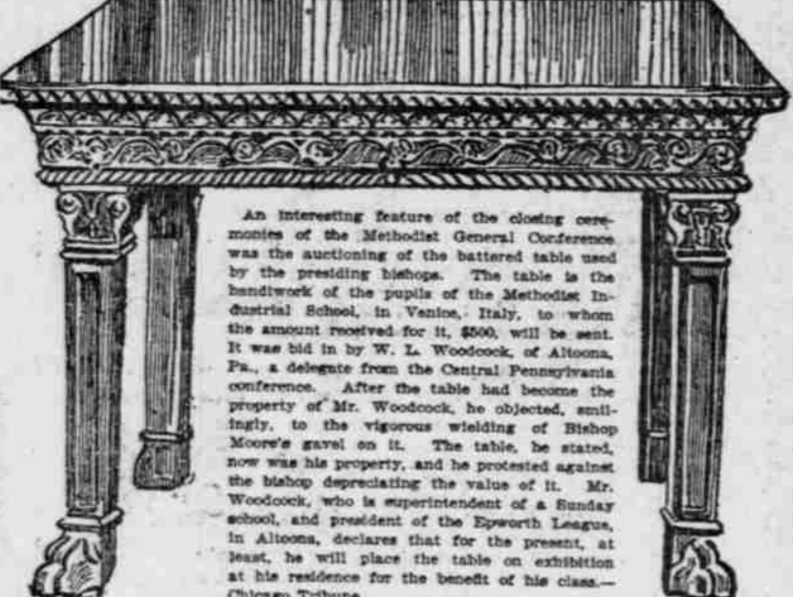 An interesting feature of the closing cere-
monies of the Methodist General Conference
was the auctioning of the battered table used
by the presiding bishops. The table is the
handiwork of the pupils of the Methodist In-
dustrial School, in Venice, Italy, to whom
the amount received for it, $500, will be sent.
It was bid in by W. L. Woodcock, of Altoona,
Pa., a delegate from the Central Pennsylvania
conference. After the table had become the
property of Mr. Woodcock, he objected, smil-
ingly, to the vigorous wielding of Bishop
Moore's gavel on it. The table, he stated,
now was his property, and he protested against
the bishop depreciating the value of it. Mr.
Woodcock, who is superintendent of a Sunday
school, and president of the Epworth League,
in Altoona, declares that for the present, at
least, he will place the table on exhibition
at his residence for the benefit of his class.—
Chicago Tribune.